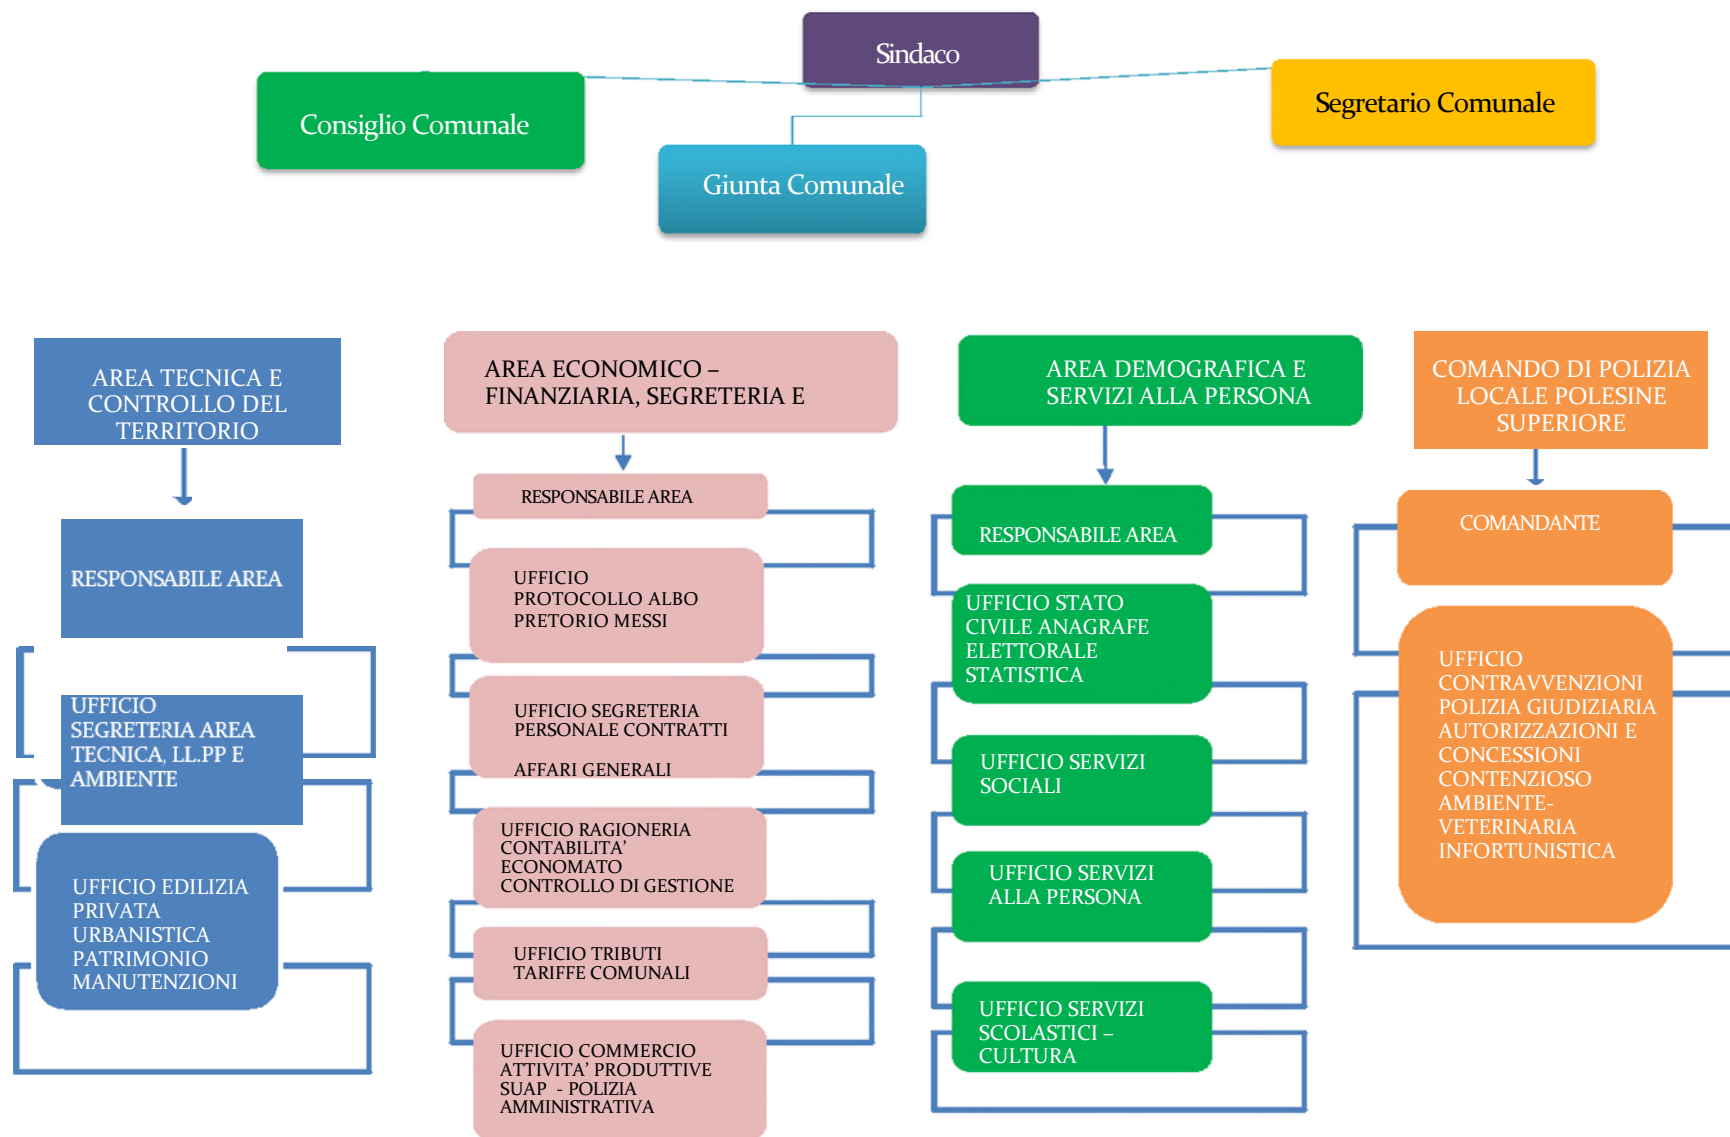 Sindaco
Consiglio Comunale
Segretario Comunale
Giunta Comunale
AREA TECNICA E
CONTROLLO DEL
TERRITORIO
RESPONSABILE AREA
UFFICIO
SEGRETERIA AREA
TECNICA, LL.PP E
AMBIENTE
UFFICIO EDILIZIA
PRIVATA
URBANISTICA
PATRIMONIO
MANUTENZIONI
AREA ECONOMICO –
FINANZIARIA, SEGRETERIA E
RESPONSABILE AREA
UFFICIO
PROTOCOLLO ALBO
PRETORIO MESSI
UFFICIO SEGRETERIA
PERSONALE CONTRATTI
AFFARI GENERALI
UFFICIO RAGIONERIA
CONTABILITA’
ECONOMATO
CONTROLLO DI GESTIONE
UFFICIO TRIBUTI
TARIFFE COMUNALI
UFFICIO COMMERCIO
ATTIVITA’ PRODUTTIVE
SUAP - POLIZIA
AMMINISTRATIVA
AREA DEMOGRAFICA E
SERVIZI ALLA PERSONA
RESPONSABILE AREA
UFFICIO STATO
CIVILE ANAGRAFE
ELETTORALE
STATISTICA
UFFICIO SERVIZI
SOCIALI
UFFICIO SERVIZI
ALLA PERSONA
UFFICIO SERVIZI
SCOLASTICI –
CULTURA
COMANDO DI POLIZIA
LOCALE POLESINE
SUPERIORE
COMANDANTE
UFFICIO
CONTRAVVENZIONI
POLIZIA GIUDIZIARIA
AUTORIZZAZIONI E
CONCESSIONI
CONTENZIOSO
AMBIENTE-
VETERINARIA
INFORTUNISTICA